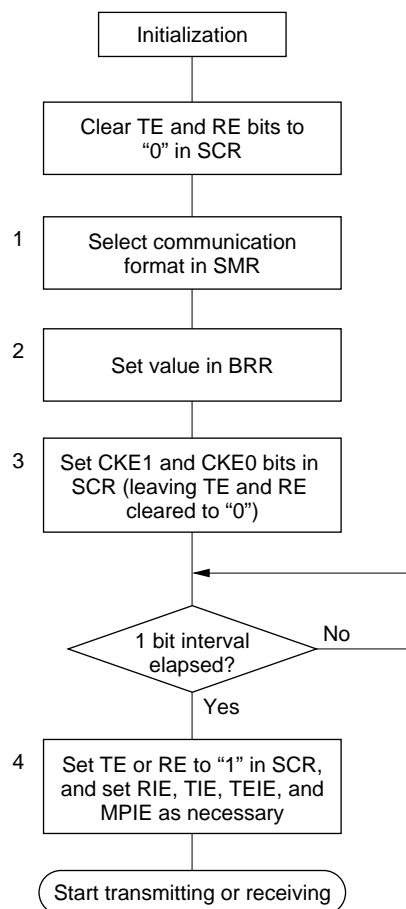 Initialization
Clear TE and RE bits to
“0” in SCR
1
Select communication
format in SMR
2
Set value in BRR
3
Set CKE1 and CKE0 bits in
SCR (leaving TE and RE
cleared to “0”)
1 bit interval
elapsed?
No
Yes
4
Set TE or RE to “1” in SCR,
and set RIE, TIE, TEIE, and
MPIE as necessary
Start transmitting or receiving